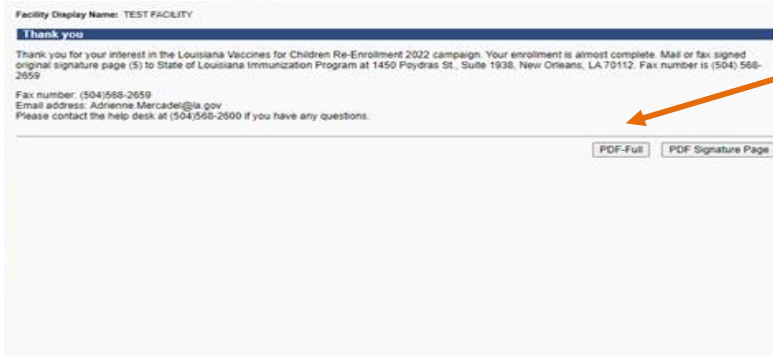 Facility Display Name: TEST FACILITY
Thank you
Thank you for your interest in the Louisiana Vaccines for Children Re-Enrollment 2022 campaign. Your enrollment is almost complete. Mail or fax signed
original signature page (5) to State of Louisiana Immunization Program at 1450 Poydras St., Suite 1938, New Orleans, LA 70112. Fax number is (504) 568-
2659
Fax number: (504)568-2659
Email address: Adrienne.Mercadel@la.gov
Please contact the help desk at (504)568-2600 if you have any questions.
PDF-Full PDF Signature Page